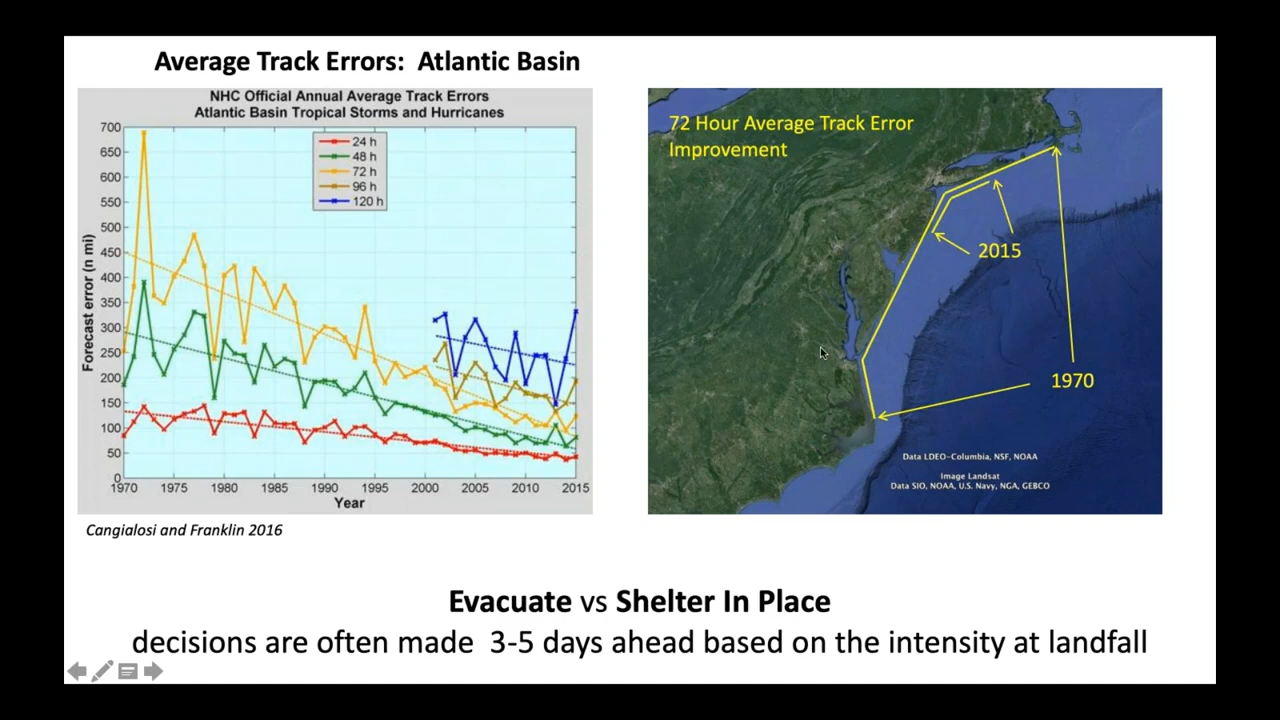 Average Track Errors: Atlantic Basin
NHC Official Annual Average Track Errors
Atlantic Basin Tropical Storms and Hurricanes
700
650
600
550
500
450
400
350
300
250
200
150
100
50
0
Forecast error (n mi)
24 h
48 h
72 h
96 h
120 h
1970 1975 1980 1985 1990 1995 2000 2005 2010 2015
Year
Cangialosi and Franklin 2016
72 Hour Average Track Error
Improvement
2015
1970
Data LDEO-Columbia, NSF, NOAA
Image Landsat
Data SIO, NOAA, U.S. Navy, NGA, GEBCO
Evacuate vs Shelter In Place
decisions are often made 3-5 days ahead based on the intensity at landfall